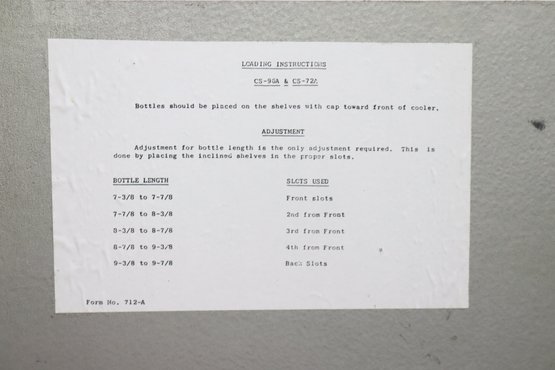 LOADING INSTRUCTIONS
CS-96A & CS-72A
Bottles should be placed on the shelves with cap toward front of cooler.
ADJUSTMENT
Adjustment for bottle length is the only adjustment required. This is
done by placing the inclined shelves in the proper slots.
BOTTLE LENGTH SLOTS USED
7-3/8 to 7-7/8 Front slots
7-7/8 to 8-3/8 2nd from Front
8-3/8 to 8-7/8 3rd from Front
8-7/8 to 9-3/8 4th from Front
9-3/8 to 9-7/8 Back Slots
Form No. 712-A